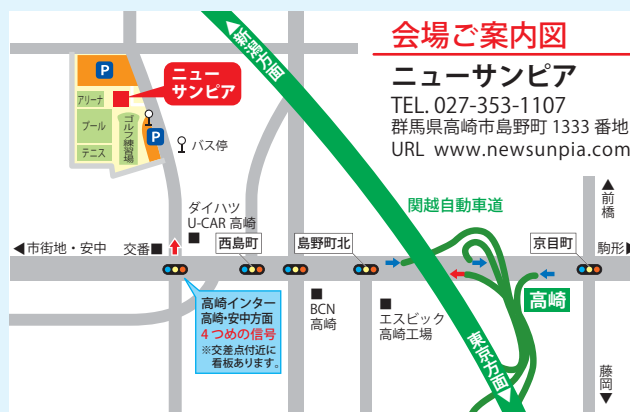 会場ご案内図
ニューサンピア
TEL. 027-353-1107
群馬県高崎市島野町 1333 番地
URL www.newsunpia.com
▲新潟方面
P
ニュー
サンピア
アリーナ
プール
テニス
ゴルフ練習場
P
バス停
関越自動車道
▲前橋
ダイハツ
U-CAR 高崎
◀市街地・安中
交番■
西島町
島野町北
京目町
駒形▶
高崎
高崎インター
高崎・安中方面
4 つめの信号
※交差点付近に
看板あります。
BCN
高崎
エスビック
高崎工場
東京方面▼
藤岡▼